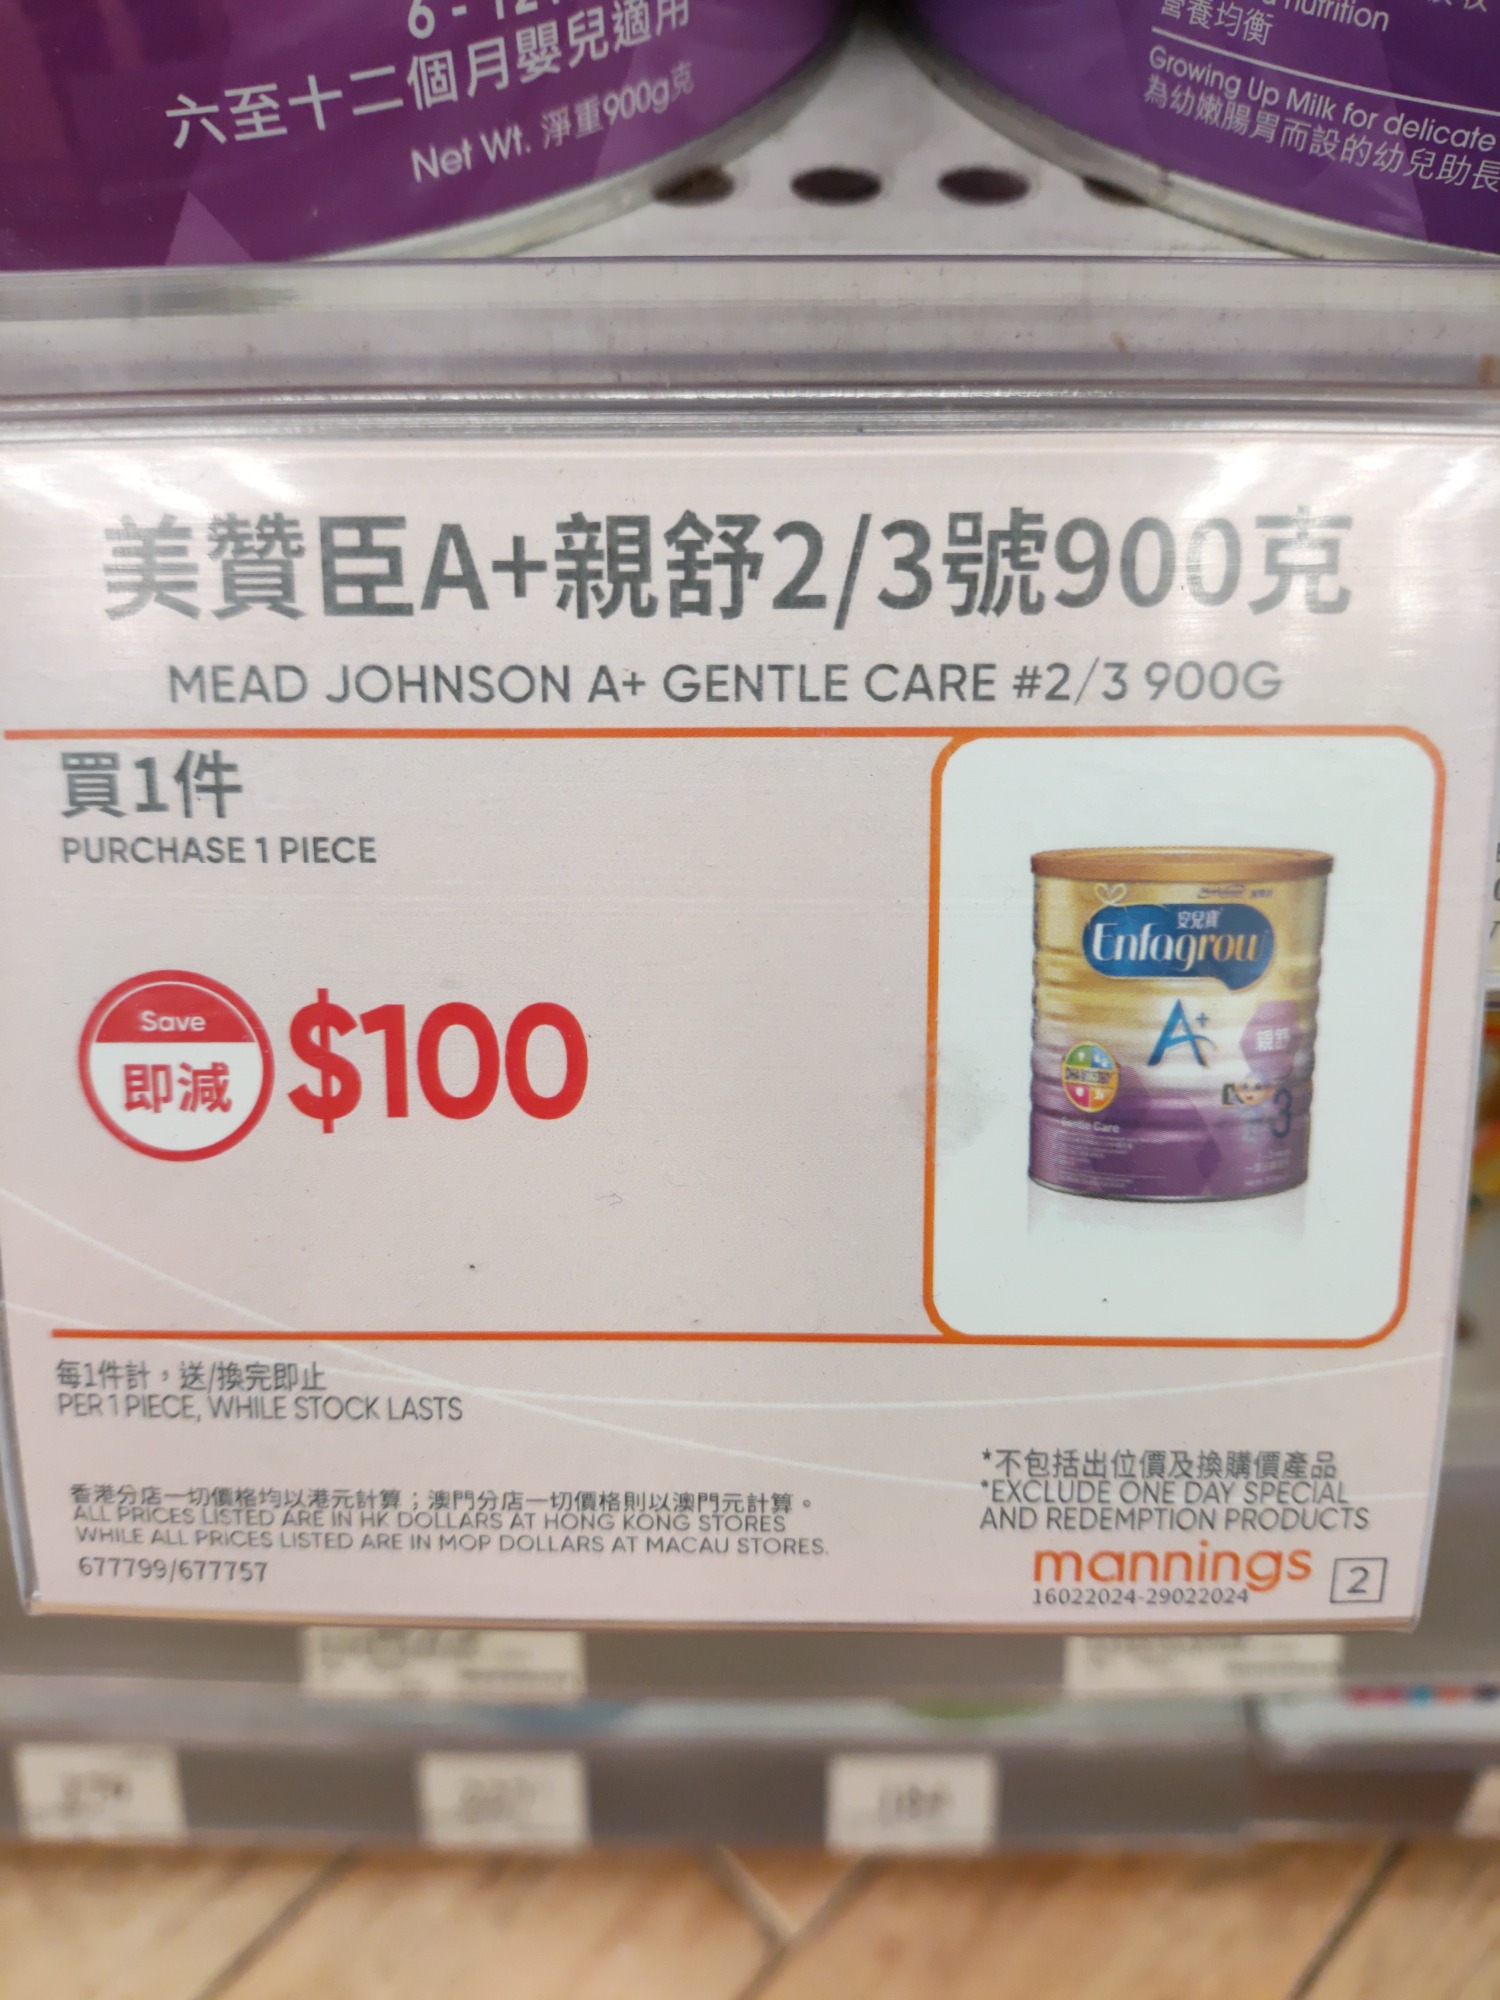 六至十二個月嬰兒適用
Net Wt. 淨重900g克
nutrition
營養均衡
Growing Up Milk for delicate
為幼嫩腸胃而設的幼兒助長
美贊臣A+親舒2/3號900克
MEAD JOHNSON A+ GENTLE CARE #2/3 900G
買1件
PURCHASE 1 PIECE
Save
即減
$100
安兒寶
Enfagrow
A+
親舒
Gentle Care
3
每1件計，送/換完即止
PER 1 PIECE, WHILE STOCK LASTS
香港分店一切價格均以港元計算；澳門分店一切價格則以澳門元計算。
ALL PRICES LISTED ARE IN HK DOLLARS AT HONG KONG STORES
WHILE ALL PRICES LISTED ARE IN MOP DOLLARS AT MACAU STORES.
677799/677757
*不包括出位價及換購價產品
*EXCLUDE ONE DAY SPECIAL
AND REDEMPTION PRODUCTS
mannings
16022024-29022024
2